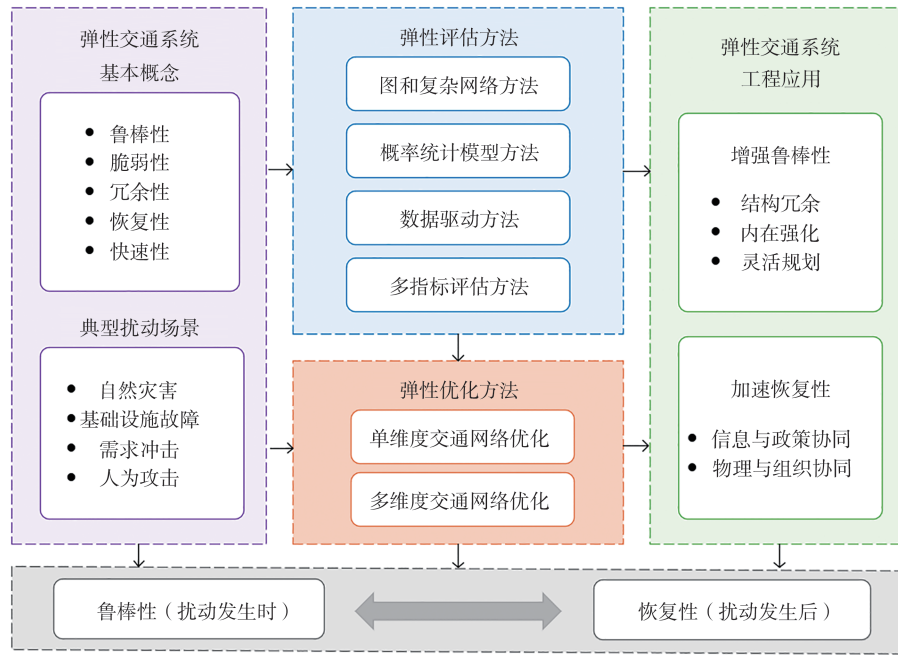 弹性交通系统
基本概念
● 鲁棒性
● 脆弱性
● 冗余性
● 恢复性
● 快速性
典型扰动场景
● 自然灾害
● 基础设施故障
● 需求冲击
● 人为攻击
弹性评估方法
图和复杂网络方法
概率统计模型方法
数据驱动方法
多指标评估方法
弹性优化方法
单维度交通网络优化
多维度交通网络优化
弹性交通系统
工程应用
增强鲁棒性
● 结构冗余
● 内在强化
● 灵活规划
加速恢复性
● 信息与政策协同
● 物理与组织协同
鲁棒性（扰动发生时）
恢复性（扰动发生后）